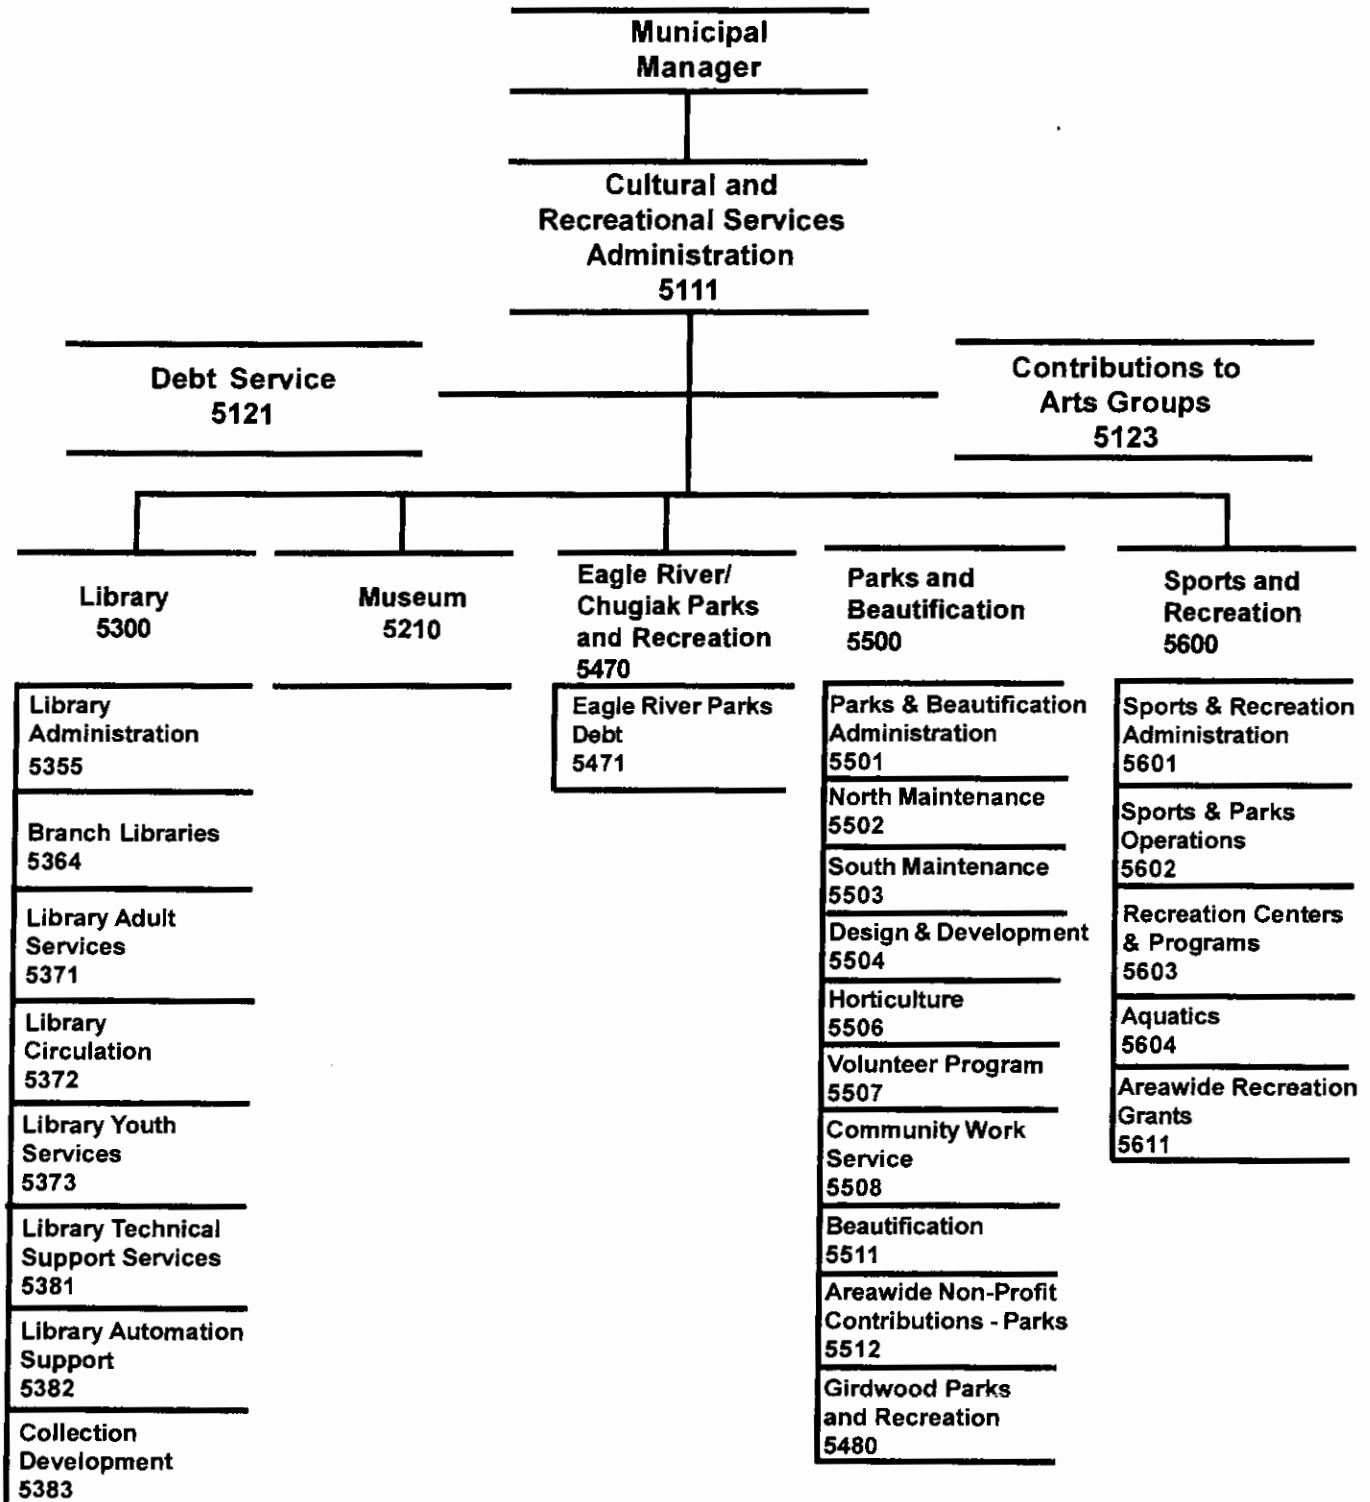 Municipal
Manager
Cultural and
Recreational Services
Administration
5111
Debt Service
5121
Contributions to
Arts Groups
5123
Library
5300
Museum
5210
Eagle River/
Chugiak Parks
and Recreation
5470
Parks and
Beautification
5500
Sports and
Recreation
5600
Library
Administration
5355
Branch Libraries
5364
Library Adult
Services
5371
Library
Circulation
5372
Library Youth
Services
5373
Library Technical
Support Services
5381
Library Automation
Support
5382
Collection
Development
5383
Eagle River Parks
Debt
5471
Parks & Beautification
Administration
5501
North Maintenance
5502
South Maintenance
5503
Design & Development
5504
Horticulture
5506
Volunteer Program
5507
Community Work
Service
5508
Beautification
5511
Areawide Non-Profit
Contributions - Parks
5512
Girdwood Parks
and Recreation
5480
Sports & Recreation
Administration
5601
Sports & Parks
Operations
5602
Recreation Centers
& Programs
5603
Aquatics
5604
Areawide Recreation
Grants
5611